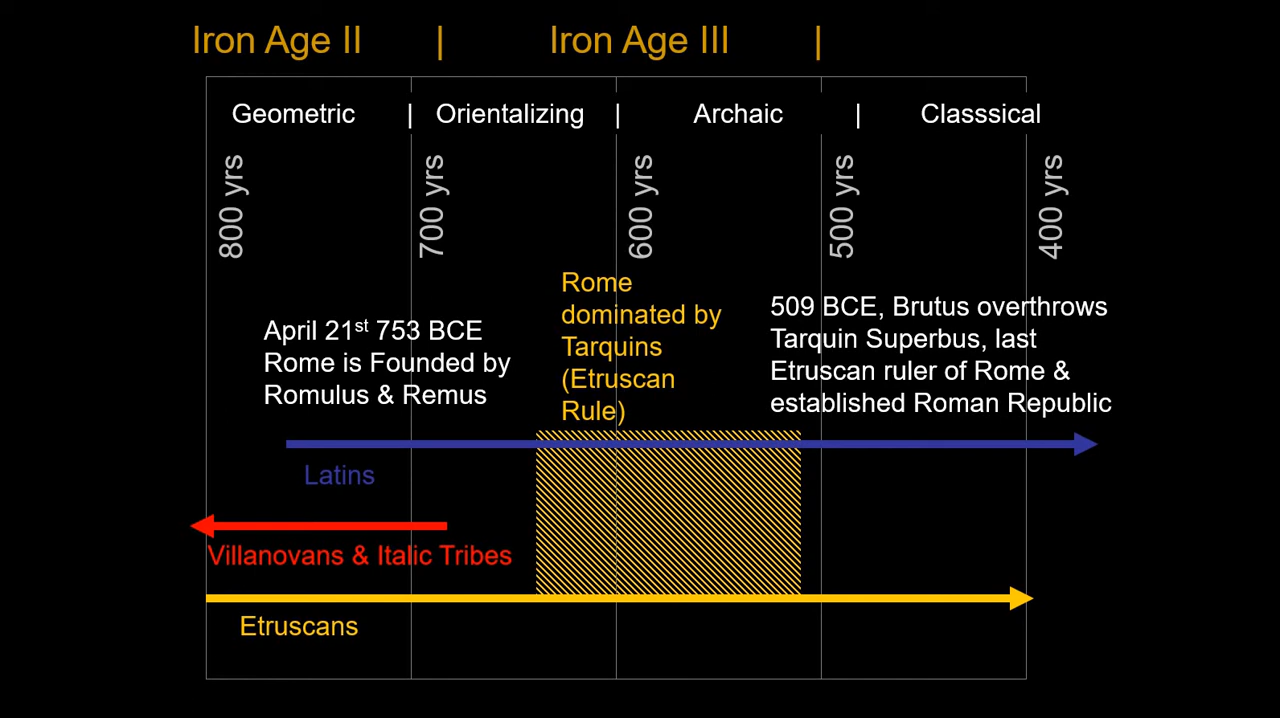 Iron Age II | Iron Age III |
Geometric | Orientalizing | Archaic | Classsical
800 yrs
700 yrs
600 yrs
500 yrs
400 yrs
April 21st 753 BCE
Rome is Founded by
Romulus & Remus
Rome
dominated by
Tarquins
(Etruscan
Rule)
509 BCE, Brutus overthrows
Tarquin Superbus, last
Etruscan ruler of Rome &
established Roman Republic
Latins
Villanovans & Italic Tribes
Etruscans